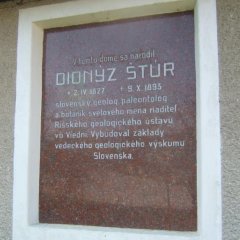 V tomto dome sa narodil
DIONÝZ ŠTÚR
* 2. IV. 1827 † 9. X. 1893
slovenský geológ, paleontológ
a botanik svetového mena riaditeľ
Ríšskeho geologického ústavu
vo Viedni. Vybudoval základy
vedeckého geologického výskumu
Slovenska.